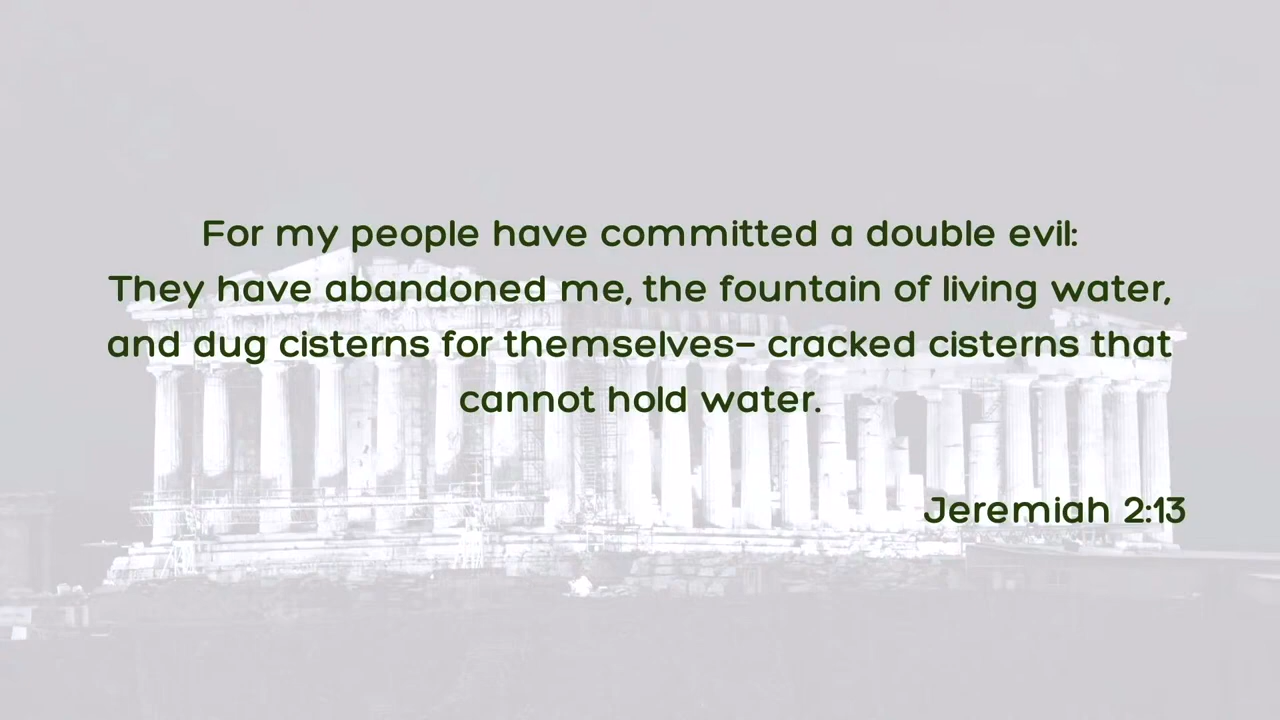 For my people have committed a double evil:
They have abandoned me, the fountain of living water,
and dug cisterns for themselves– cracked cisterns that
cannot hold water.
Jeremiah 2:13